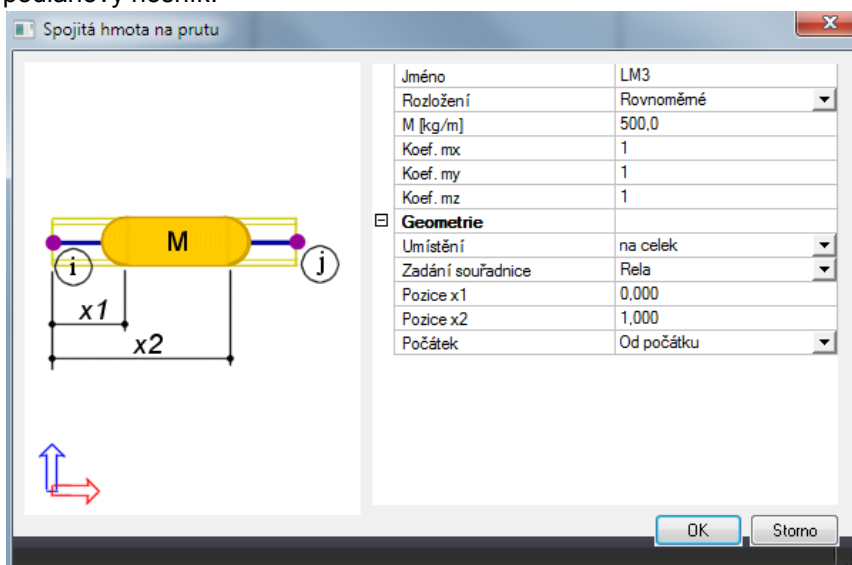 podlahový nosník.
Spojitá hmota na prutu
Jméno LM3
Rozložení Rovnoměrné
M [kg/m] 500,0
Koef. mx 1
Koef. my 1
Koef. mz 1
Geometrie
Umístění na celek
Zadání souřadnice Rela
Pozice x1 0,000
Pozice x2 1,000
Počátek Od počátku
M
i
j
x1
x2
OK Storno